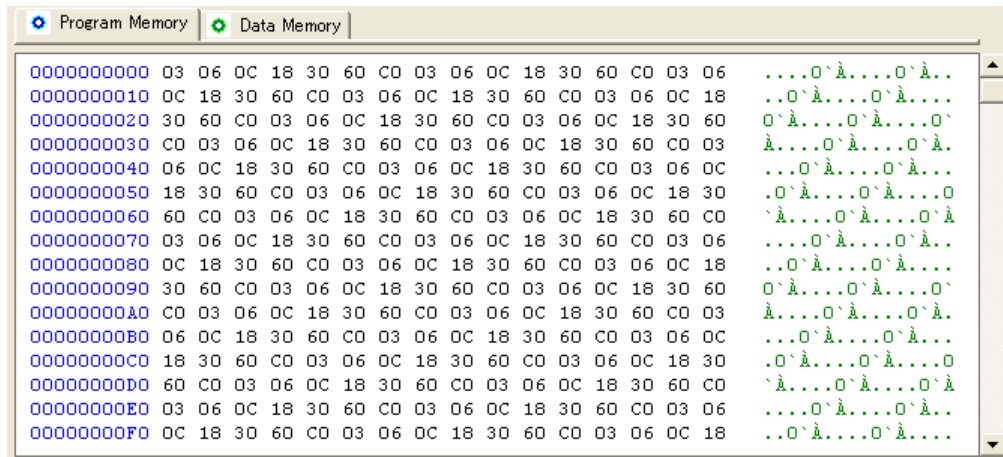 Program Memory Data Memory
0000000000 03 06 0C 18 30 60 C0 03 06 0C 18 30 60 C0 03 06 ....0`À....0`À..
0000000010 0C 18 30 60 C0 03 06 0C 18 30 60 C0 03 06 0C 18 ..0`À....0`À....
0000000020 30 60 C0 03 06 0C 18 30 60 C0 03 06 0C 18 30 60 0`À....0`À....0`
0000000030 C0 03 06 0C 18 30 60 C0 03 06 0C 18 30 60 C0 03 À....0`À....0`À.
0000000040 06 0C 18 30 60 C0 03 06 0C 18 30 60 C0 03 06 0C ...0`À....0`À...
0000000050 18 30 60 C0 03 06 0C 18 30 60 C0 03 06 0C 18 30 .0`À....0`À....0
0000000060 60 C0 03 06 0C 18 30 60 C0 03 06 0C 18 30 60 C0 `À....0`À....0`À
0000000070 03 06 0C 18 30 60 C0 03 06 0C 18 30 60 C0 03 06 ....0`À....0`À..
0000000080 0C 18 30 60 C0 03 06 0C 18 30 60 C0 03 06 0C 18 ..0`À....0`À....
0000000090 30 60 C0 03 06 0C 18 30 60 C0 03 06 0C 18 30 60 0`À....0`À....0`
00000000A0 C0 03 06 0C 18 30 60 C0 03 06 0C 18 30 60 C0 03 À....0`À....0`À.
00000000B0 06 0C 18 30 60 C0 03 06 0C 18 30 60 C0 03 06 0C ...0`À....0`À...
00000000C0 18 30 60 C0 03 06 0C 18 30 60 C0 03 06 0C 18 30 .0`À....0`À....0
00000000D0 60 C0 03 06 0C 18 30 60 C0 03 06 0C 18 30 60 C0 `À....0`À....0`À
00000000E0 03 06 0C 18 30 60 C0 03 06 0C 18 30 60 C0 03 06 ....0`À....0`À..
00000000F0 0C 18 30 60 C0 03 06 0C 18 30 60 C0 03 06 0C 18 ..0`À....0`À....